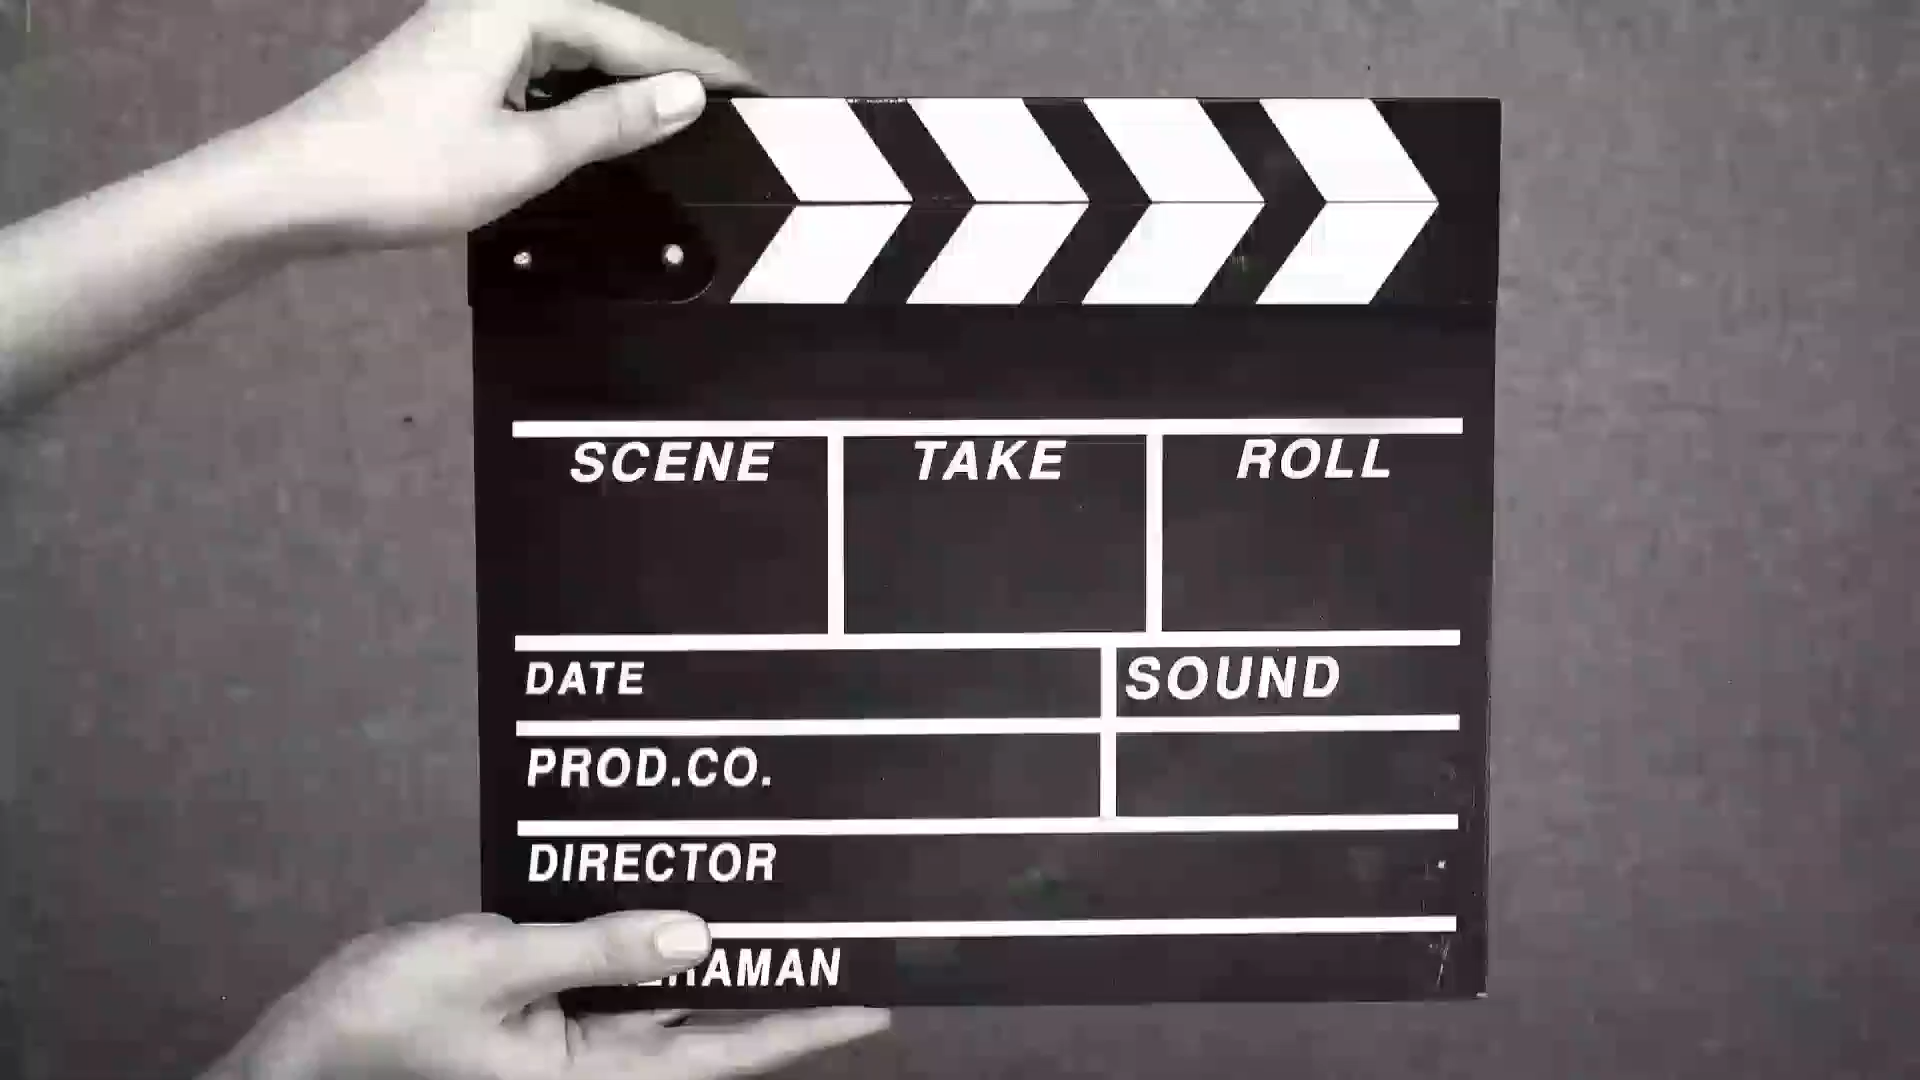 SCENE TAKE ROLL
DATE SOUND
PROD.CO.
DIRECTOR